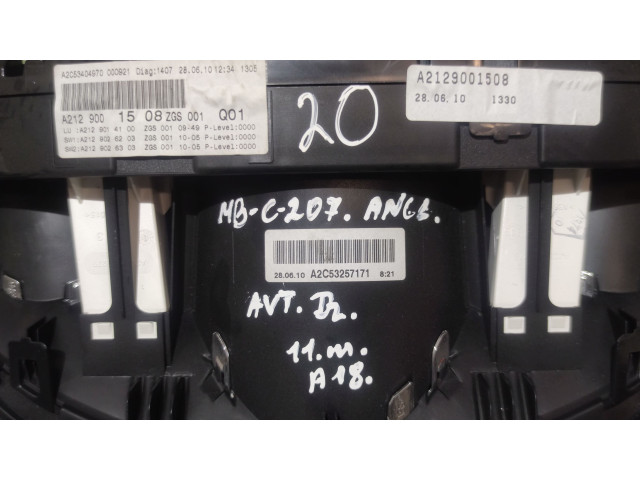 A2C53404970 000921 Diag:1407 28.06.10 12:34 1305
A212 900 15 08 ZGS 001 Q01
LU :A212 901 41 00 ZGS 001 09-49 P-Level:0000
SW1:A212 903 62 03 ZGS 001 10-05 P-Level:0000
SW2:A212 902 63 03 ZGS 001 10-05 P-Level:0000
20
A2129001508
28.06.10 1330
MB-C-207. ANGL.
28.06.10 A2C53257171 8:21
AVT. Dz.
11.m.
A18.